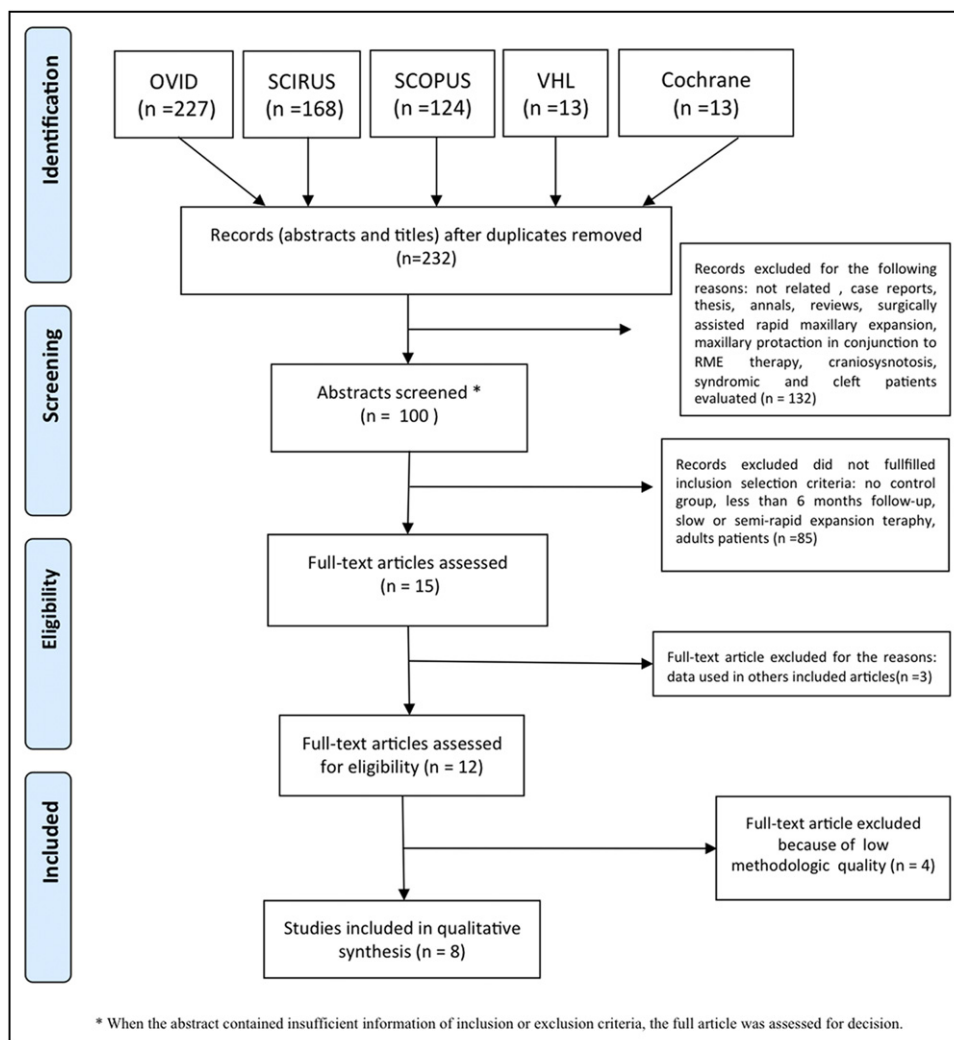 Identification
OVID
(n =227)
SCIRUS
(n =168)
SCOPUS
(n =124)
VHL
(n =13)
Cochrane
(n =13)
Records (abstracts and titles) after duplicates removed
(n=232)
Records excluded for the following
reasons: not related , case reports,
thesis, annals, reviews, surgically
assisted rapid maxillary expansion,
maxillary protaction in conjunction to
RME therapy, craniosysnotosis,
syndromic and cleft patients
evaluated (n = 132)
Screening
Abstracts screened *
(n = 100 )
Records excluded did not fullfilled
inclusion selection criteria: no control
group, less than 6 months follow-up,
slow or semi-rapid expansion teraphy,
adults patients (n =85)
Eligibility
Full-text articles assessed
(n = 15)
Full-text article excluded for the reasons:
data used in others included articles(n =3)
Full-text articles assessed
for eligibility (n = 12)
Included
Full-text article excluded
because of low
methodologic quality (n = 4)
Studies included in qualitative
synthesis (n = 8)
* When the abstract contained insufficient information of inclusion or exclusion criteria, the full article was assessed for decision.